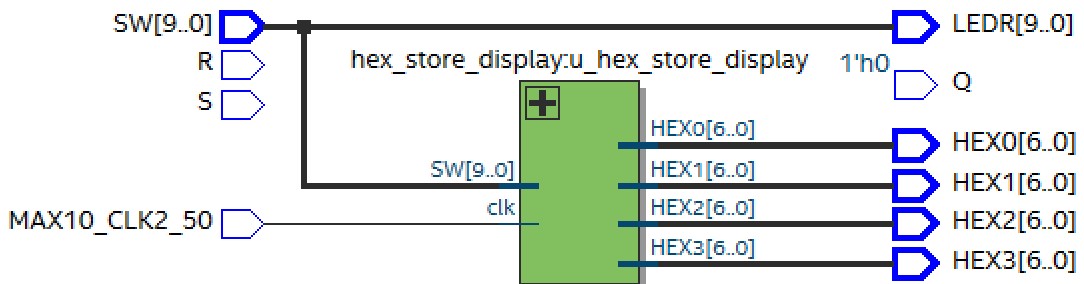 SW[9..0]
LEDR[9..0]
R
hex_store_display:u_hex_store_display
1'h0
Q
S
HEX0[6..0]
HEX0[6..0]
SW[9..0]
HEX1[6..0]
HEX1[6..0]
MAX10_CLK2_50
clk
HEX2[6..0]
HEX2[6..0]
HEX3[6..0]
HEX3[6..0]